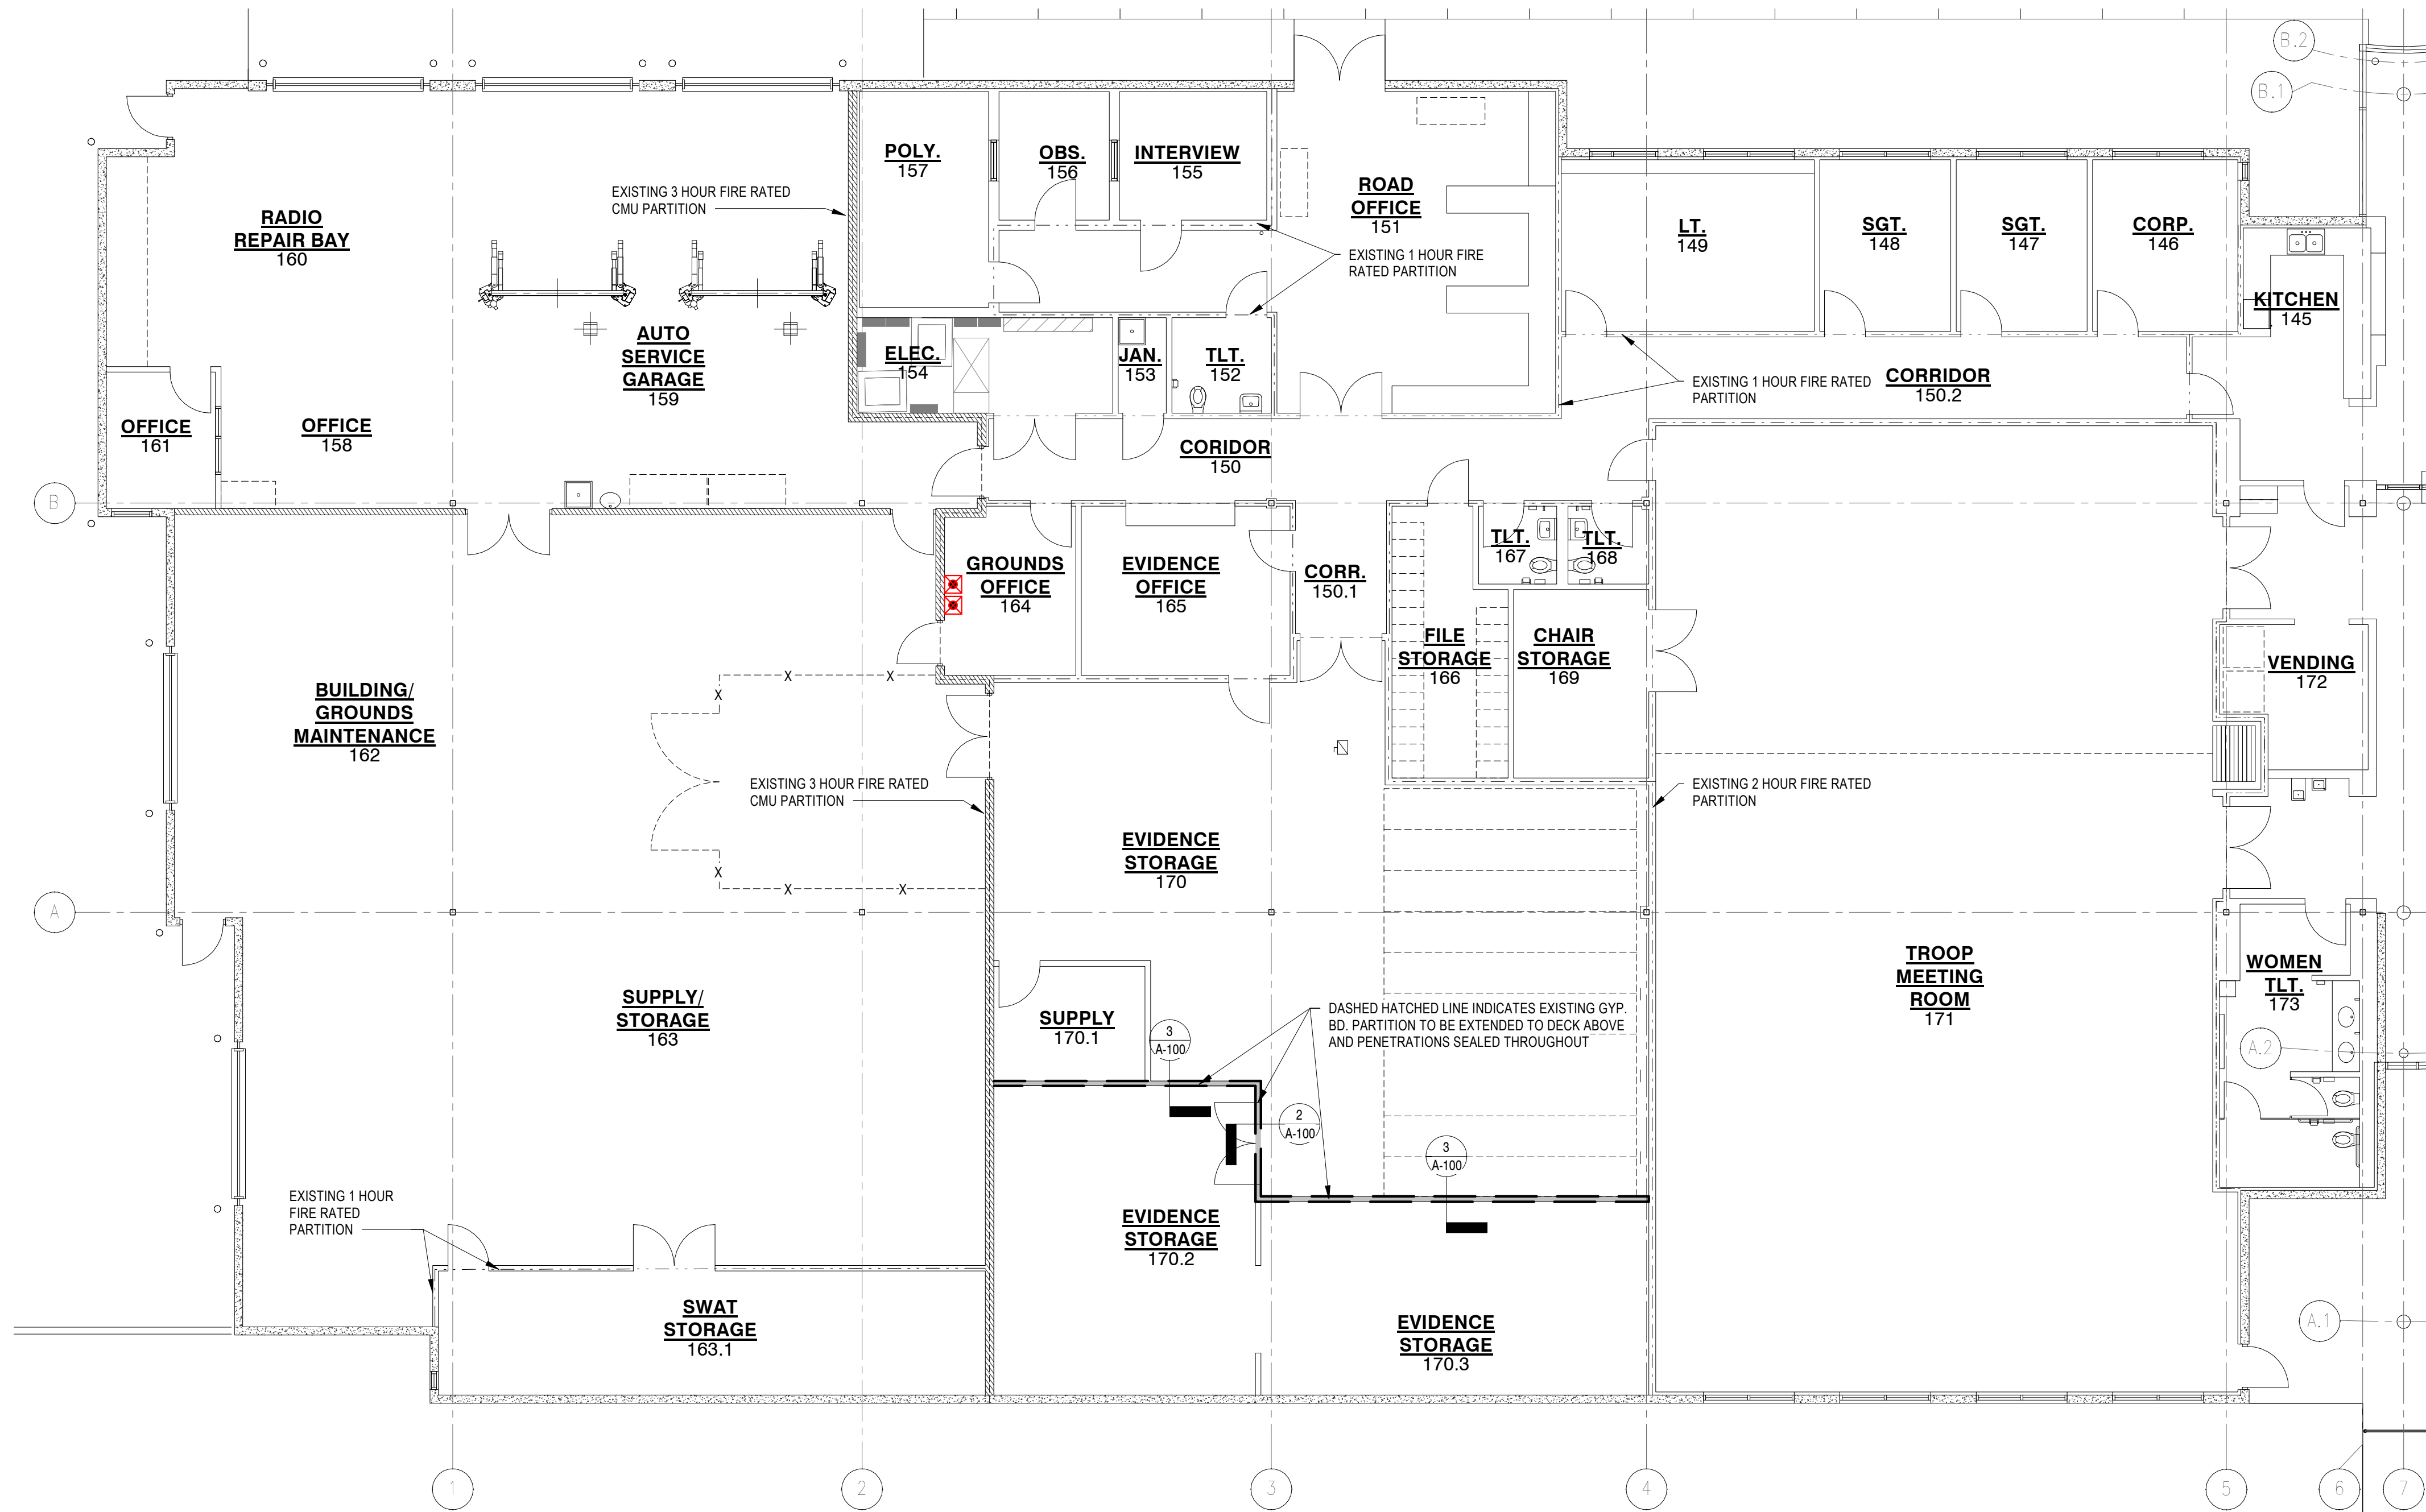 B.2
B.1
POLY.
157
OBS.
156
INTERVIEW
155
ROAD
OFFICE
151
EXISTING 3 HOUR FIRE RATED
CMU PARTITION
RADIO
REPAIR BAY
160
LT.
149
SGT.
148
SGT.
147
CORP.
146
EXISTING 1 HOUR FIRE
RATED PARTITION
KITCHEN
145
AUTO
SERVICE
GARAGE
159
ELEC.
154
JAN.
153
TLT.
152
EXISTING 1 HOUR FIRE RATED
PARTITION
CORRIDOR
150.2
OFFICE
161
OFFICE
158
CORIDOR
150
B
GROUNDS
OFFICE
164
EVIDENCE
OFFICE
165
CORR.
150.1
TLT.
167
TLT.
168
FILE
STORAGE
166
CHAIR
STORAGE
169
VENDING
172
BUILDING/
GROUNDS
MAINTENANCE
162
X
X
X
X
X
X
EXISTING 3 HOUR FIRE RATED
CMU PARTITION
EXISTING 2 HOUR FIRE RATED
PARTITION
EVIDENCE
STORAGE
170
A
TROOP
MEETING
ROOM
171
WOMEN
TLT.
173
SUPPLY/
STORAGE
163
SUPPLY
170.1
3
A-100
DASHED HATCHED LINE INDICATES EXISTING GYP.
BD. PARTITION TO BE EXTENDED TO DECK ABOVE
AND PENETRATIONS SEALED THROUGHOUT
A.2
2
A-100
3
A-100
EXISTING 1 HOUR
FIRE RATED
PARTITION
EVIDENCE
STORAGE
170.2
SWAT
STORAGE
163.1
EVIDENCE
STORAGE
170.3
A.1
1
2
3
4
5
6
7